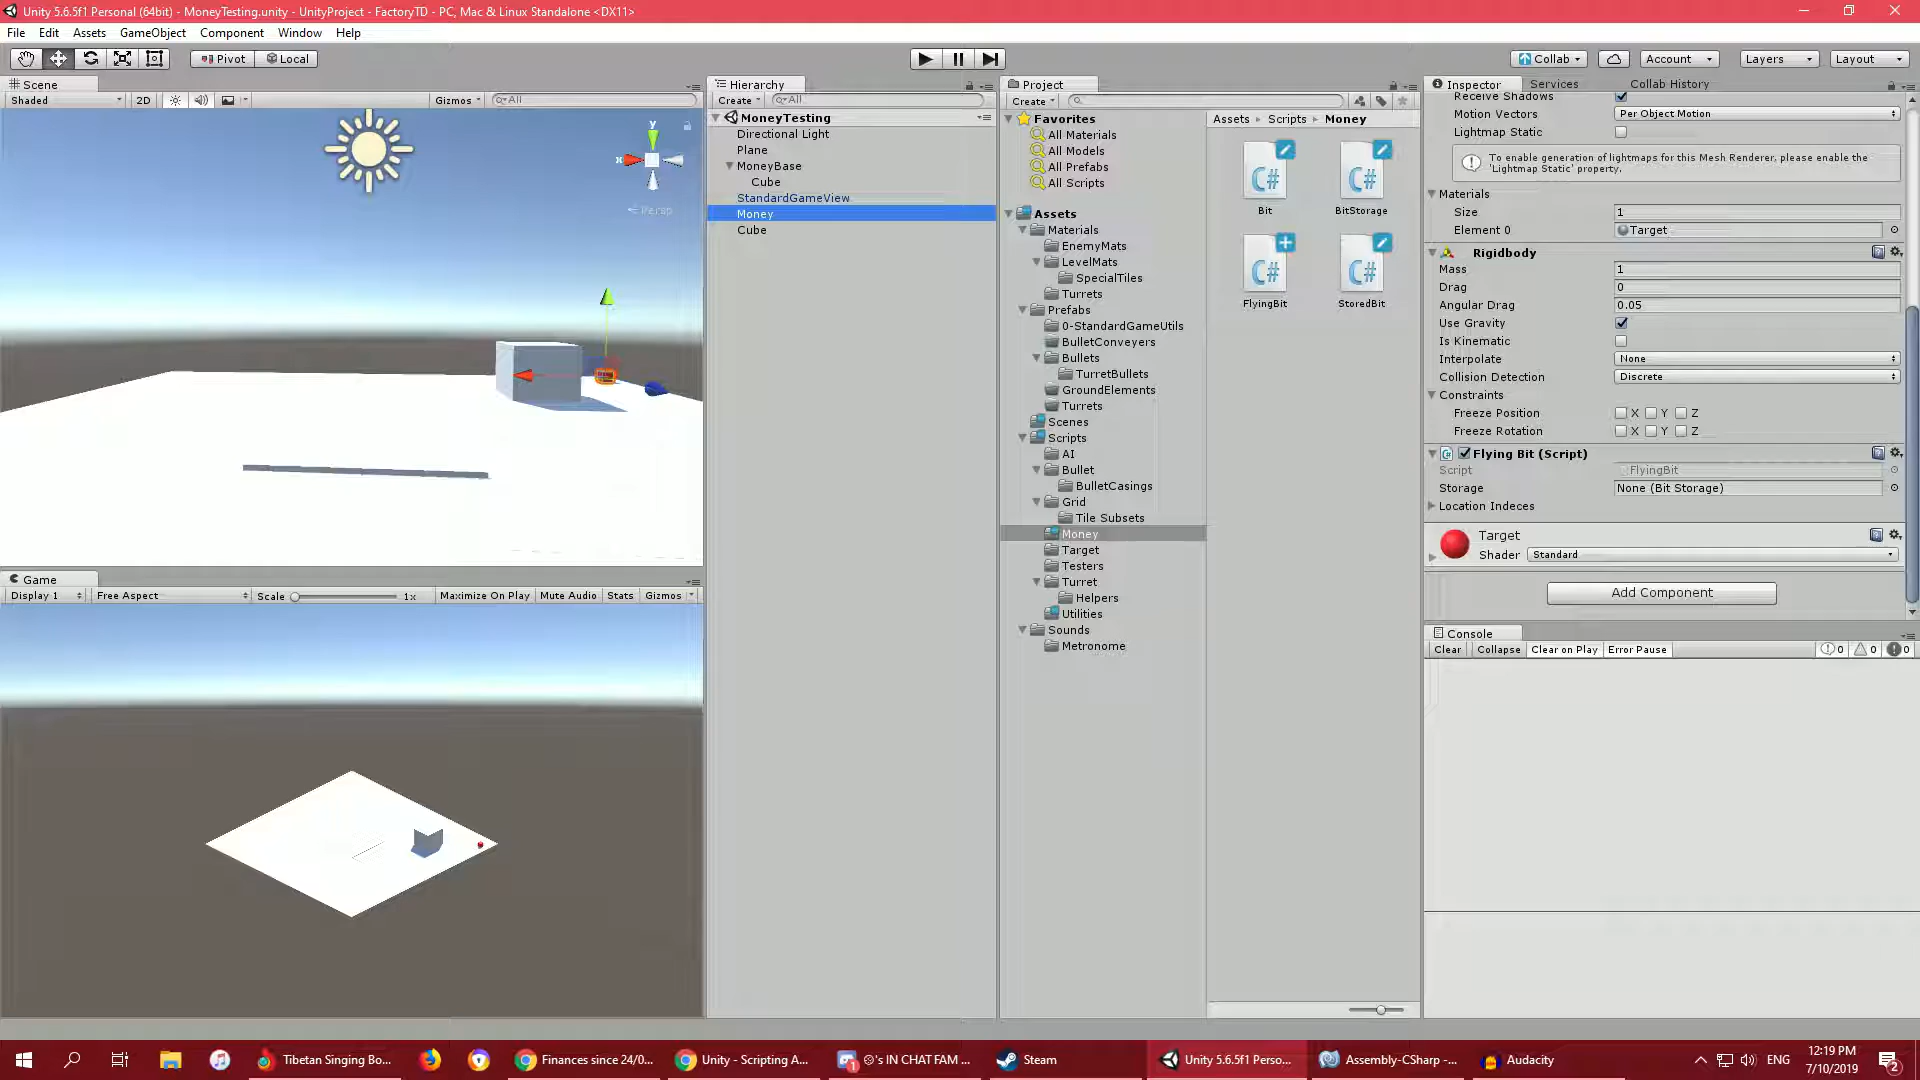 Unity 5.6.5f1 Personal (64bit) - MoneyTesting.unity - UnityProject - FactoryTD - PC, Mac & Linux Standalone <DX11>
File Edit Assets GameObject Component Window Help
Pivot Local Collab Account Layers Layout
Scene
Shaded 2D Gizmos All
y
x
Persp
Game
Display 1 Free Aspect Scale 1x Maximize On Play Mute Audio Stats Gizmos
Hierarchy
Create All
MoneyTesting
Directional Light
Plane
MoneyBase
Cube
StandardGameView
Money
Cube
Project
Create
Favorites
All Materials
All Models
All Prefabs
All Scripts
Assets
Materials
EnemyMats
LevelMats
SpecialTiles
Turrets
Prefabs
0-StandardGameUtils
BulletConveyers
Bullets
TurretBullets
GroundElements
Turrets
Scenes
Scripts
AI
Bullet
BulletCasings
Grid
Tile Subsets
Money
Target
Testers
Turret
Helpers
Utilities
Sounds
Metronome
Assets Scripts Money
C# C#
Bit BitStorage
C# C#
FlyingBit StoredBit
Inspector Services Collab History
Receive Shadows
Motion Vectors Per Object Motion
Lightmap Static
To enable generation of lightmaps for this Mesh Renderer, please enable the
'Lightmap Static' property.
Materials
Size 1
Element 0 Target
Rigidbody
Mass 1
Drag 0
Angular Drag 0.05
Use Gravity
Is Kinematic
Interpolate None
Collision Detection Discrete
Constraints
Freeze Position X Y Z
Freeze Rotation X Y Z
Flying Bit (Script)
Script FlyingBit
Storage None (Bit Storage)
Location Indeces
Target
Shader Standard
Add Component
Console
Clear Collapse Clear on Play Error Pause 0 0 0
Tibetan Singing Bo... Finances since 24/0... Unity - Scripting A... 1 's IN CHAT FAM ... Steam Unity 5.6.5f1 Perso... Assembly-CSharp -... Audacity ENG
12:19 PM
7/10/2019
2